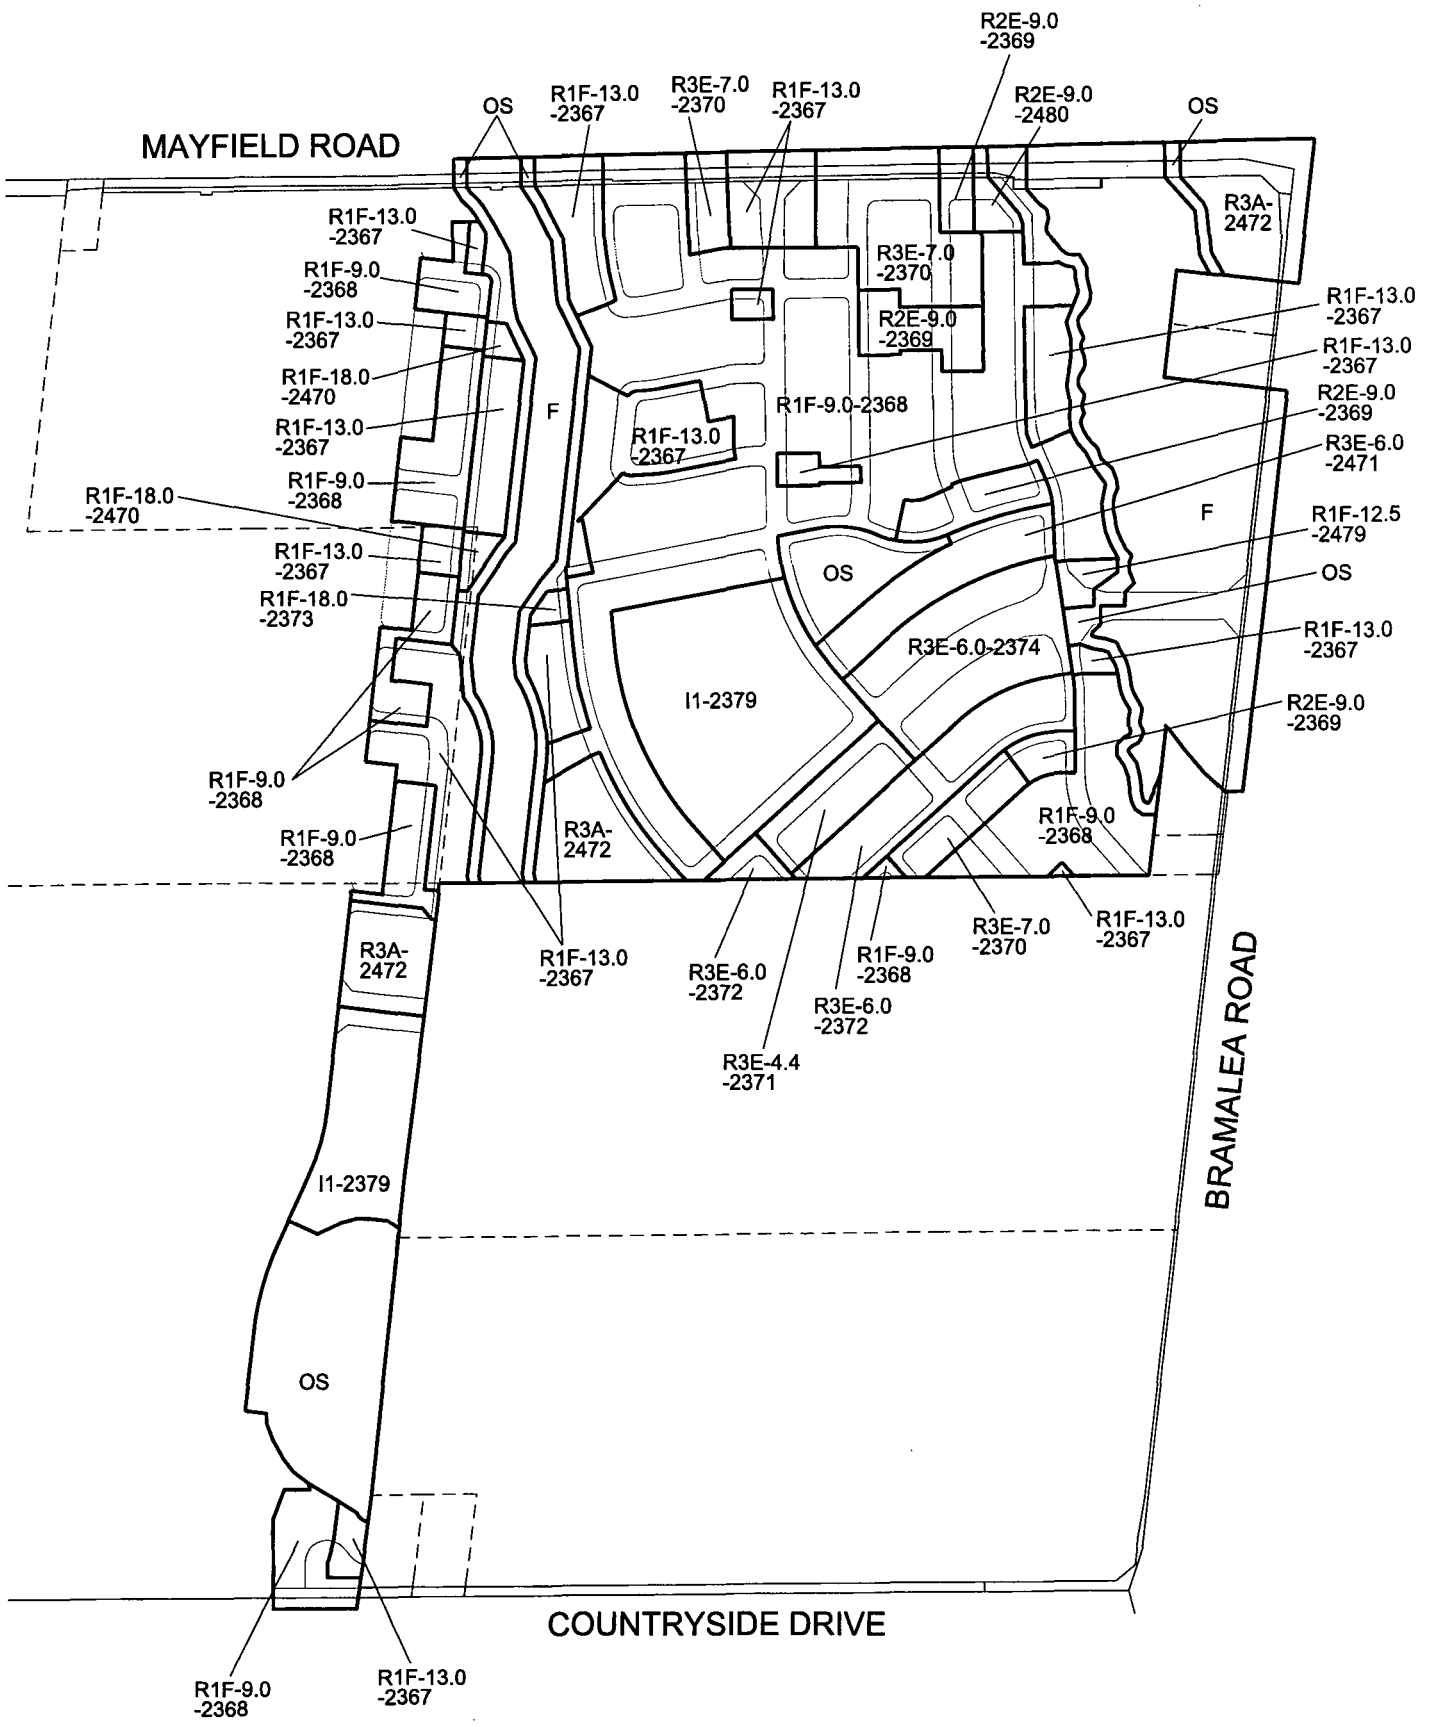 R2E-9.0
-2369
R3E-7.0
-2370
R1F-13.0
-2367
R1F-13.0
-2367
R2E-9.0
-2480
OS
OS
MAYFIELD ROAD
R3A-
2472
R1F-13.0
-2367
R3E-7.0
-2370
R1F-9.0
-2368
R1F-13.0
-2367
R1F-13.0
-2367
R2E-9.0
-2369
R1F-13.0
-2367
R1F-18.0
-2470
R2E-9.0
-2369
F
R1F-9.0-2368
R1F-13.0
-2367
R1F-13.0
-2367
R3E-6.0
-2471
R1F-9.0
-2368
R1F-18.0
-2470
F
R1F-12.5
-2479
R1F-13.0
-2367
OS
OS
R1F-18.0
-2373
R1F-13.0
-2367
R3E-6.0-2374
I1-2379
R2E-9.0
-2369
R1F-9.0
-2368
R1F-9.0
-2368
R3A-
2472
R1F-9.0
-2368
R3A-
2472
R1F-13.0
-2367
R3E-6.0
-2372
R1F-9.0
-2368
R3E-7.0
-2370
R1F-13.0
-2367
R3E-6.0
-2372
R3E-4.4
-2371
BRAMALEA ROAD
I1-2379
OS
COUNTRYSIDE DRIVE
R1F-9.0
-2368
R1F-13.0
-2367